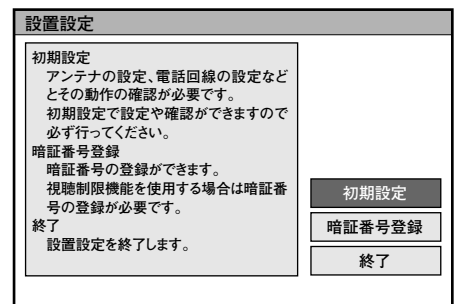 設置設定
初期設定
アンテナの設定、電話回線の設定など
とその動作の確認が必要です。
初期設定で設定や確認ができますので
必ず行ってください。
暗証番号登録
暗証番号の登録ができます。
視聴制限機能を使用する場合は暗証番
号の登録が必要です。
終了
設置設定を終了します。
初期設定
暗証番号登録
終了